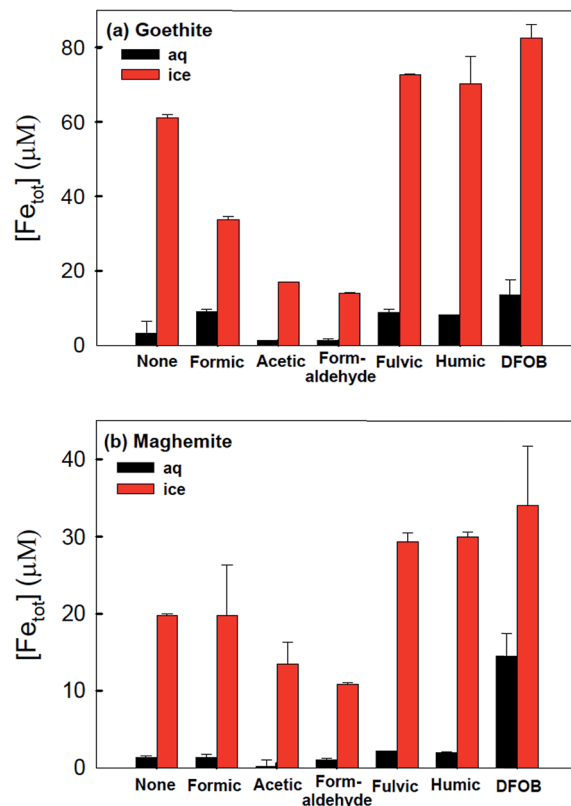 (a) Goethite
aq
ice
[Fe_tot] (μM)
80
60
40
20
0
None Formic Acetic Form- Fulvic Humic DFOB
aldehyde
(b) Maghemite
aq
ice
[Fe_tot] (μM)
40
30
20
10
0
None Formic Acetic Form- Fulvic Humic DFOB
aldehyde